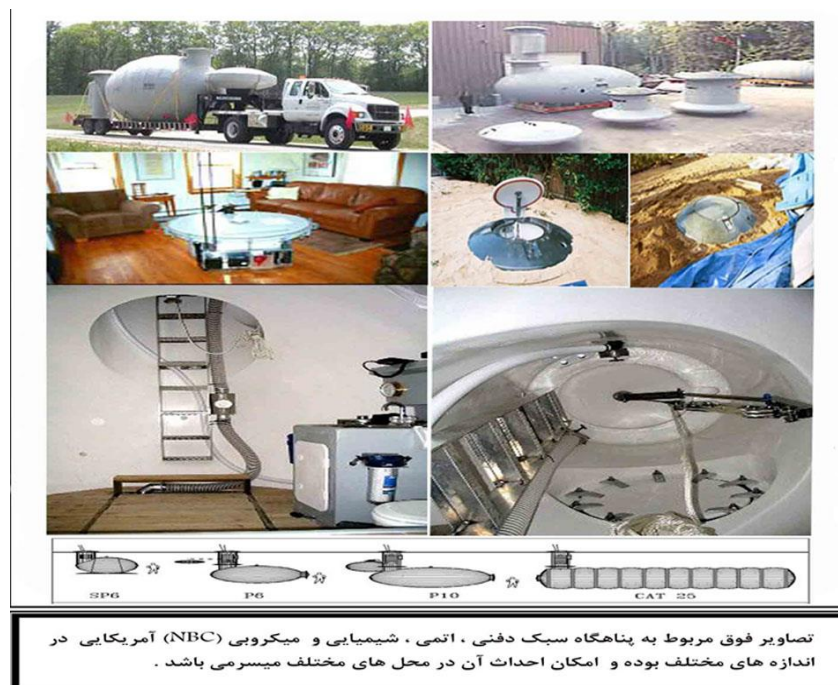 SP6 P6 P10 CAT 25
تصاویر فوق مربوط به پناهگاه سبک دفنی ، اتمی ، شیمیایی و میکروبی (NBC) آمریکایی در
اندازه های مختلف بوده و امکان احداث آن در محل های مختلف میسرمی باشد .